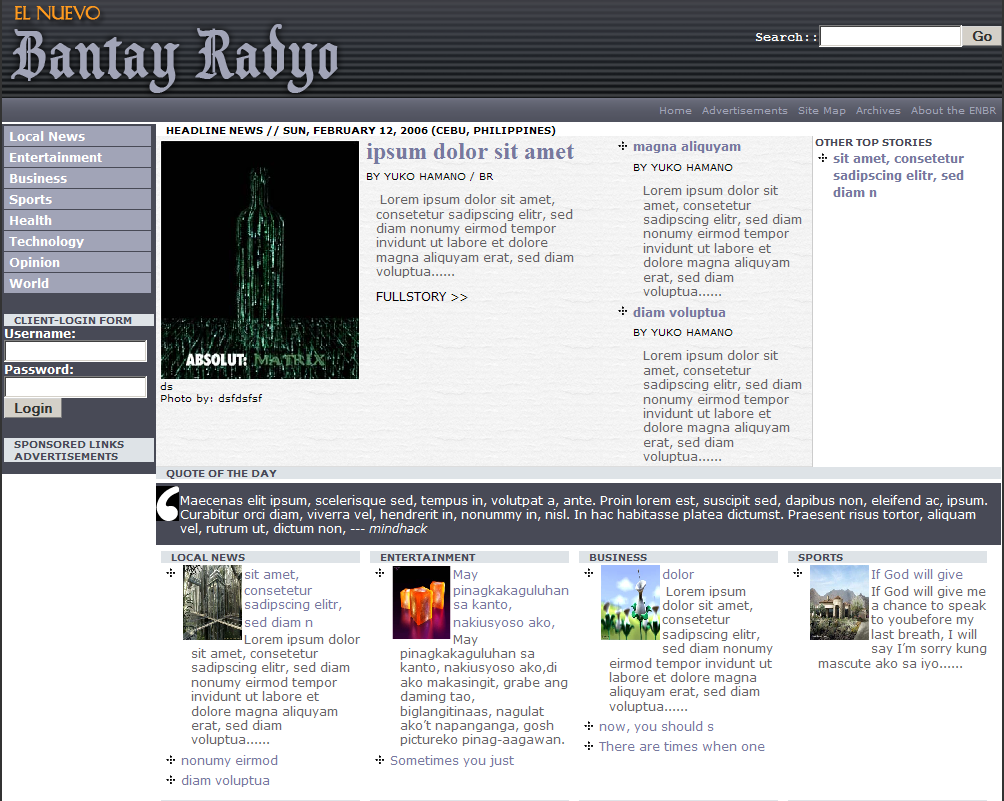 EL NUEVO
Bantay Radyo
Search::
Go
Home Advertisements Site Map Archives About the ENBR
Local News
Entertainment
Business
Sports
Health
Technology
Opinion
World
CLIENT-LOGIN FORM
Username:
Password:
Login
SPONSORED LINKS
ADVERTISEMENTS
HEADLINE NEWS // SUN, FEBRUARY 12, 2006 (CEBU, PHILIPPINES)
ABSOLUT: MATRIX
ds
Photo by: dsfdsfsf
ipsum dolor sit amet
BY YUKO HAMANO / BR
Lorem ipsum dolor sit amet,
consetetur sadipscing elitr, sed
diam nonumy eirmod tempor
invidunt ut labore et dolore
magna aliquyam erat, sed diam
voluptua......
FULLSTORY >>
magna aliquyam
BY YUKO HAMANO
Lorem ipsum dolor sit
amet, consetetur
sadipscing elitr, sed diam
nonumy eirmod tempor
invidunt ut labore et
dolore magna aliquyam
erat, sed diam
voluptua......
diam voluptua
BY YUKO HAMANO
Lorem ipsum dolor sit
amet, consetetur
sadipscing elitr, sed diam
nonumy eirmod tempor
invidunt ut labore et
dolore magna aliquyam
erat, sed diam
voluptua......
OTHER TOP STORIES
sit amet, consetetur
sadipscing elitr, sed
diam n
QUOTE OF THE DAY
Maecenas elit ipsum, scelerisque sed, tempus in, volutpat a, ante. Proin lorem est, suscipit sed, dapibus non, eleifend ac, ipsum.
Curabitur orci diam, viverra vel, hendrerit in, nonummy in, nisl. In hac habitasse platea dictumst. Praesent risus tortor, aliquam
vel, rutrum ut, dictum non, --- mindhack
LOCAL NEWS
sit amet,
consetetur
sadipscing elitr,
sed diam n
Lorem ipsum dolor
sit amet, consetetur
sadipscing elitr, sed diam
nonumy eirmod tempor
invidunt ut labore et
dolore magna aliquyam
erat, sed diam
voluptua......
nonumy eirmod
diam voluptua
ENTERTAINMENT
May
pinagkakaguluhan
sa kanto,
nakiusyoso ako,
May
pinagkakaguluhan sa
kanto, nakiusyoso ako,di
ako makasingit, grabe ang
daming tao,
biglangitinaas, nagulat
ako't napanganga, gosh
pictureko pinag-aagawan.
Sometimes you just
BUSINESS
dolor
Lorem ipsum
dolor sit amet,
consetetur
sadipscing elitr,
sed diam nonumy
eirmod tempor invidunt ut
labore et dolore magna
aliquyam erat, sed diam
voluptua......
now, you should s
There are times when one
SPORTS
If God will give
If God will give me
a chance to speak
to youbefore my
last breath, I will
say I'm sorry kung
mascute ako sa iyo......